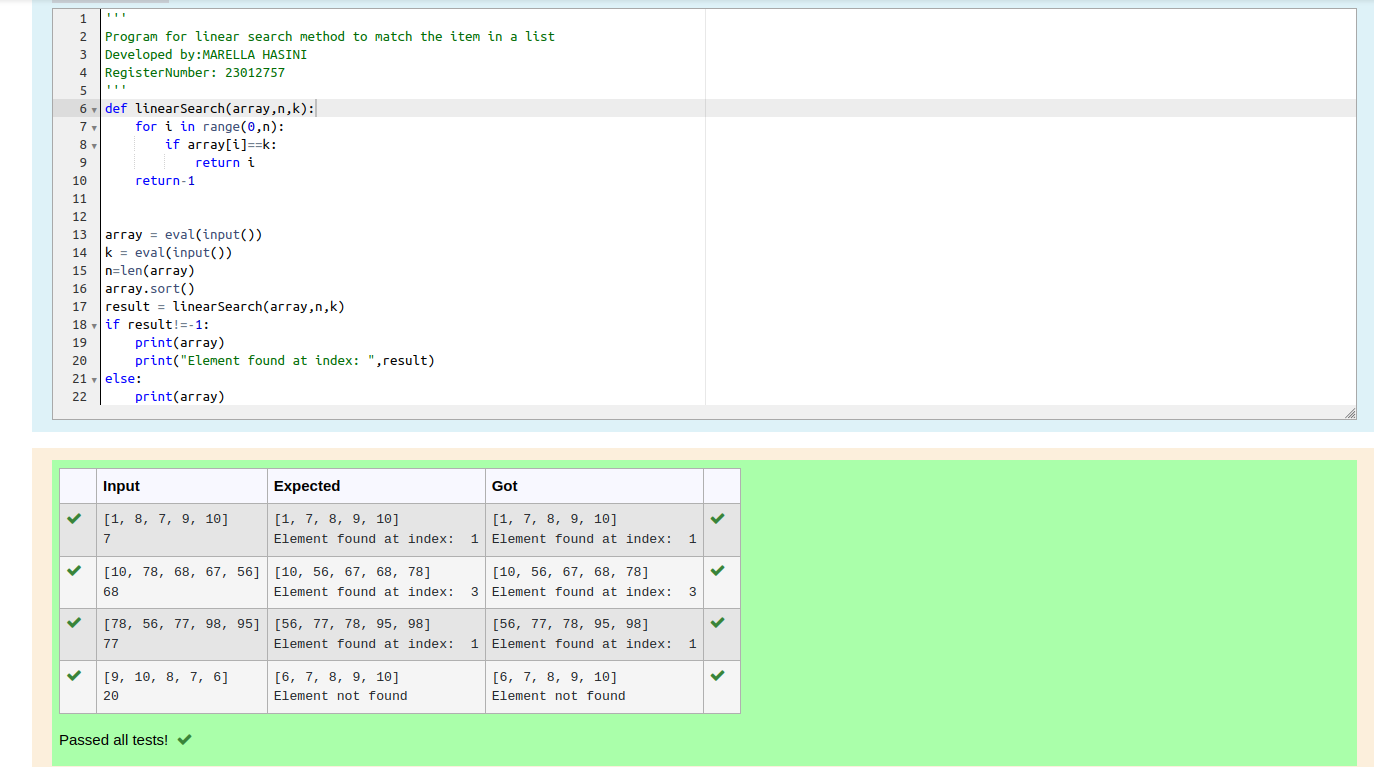 1 '''
2 Program for linear search method to match the item in a list
3 Developed by:MARELLA HASINI
4 RegisterNumber: 23012757
5 '''
6 def linearSearch(array,n,k):
7     for i in range(0,n):
8         if array[i]==k:
9             return i
10     return-1
11
12
13 array = eval(input())
14 k = eval(input())
15 n=len(array)
16 array.sort()
17 result = linearSearch(array,n,k)
18 if result!=-1:
19     print(array)
20     print("Element found at index: ",result)
21 else:
22     print(array)
Input Expected Got
[1, 8, 7, 9, 10] [1, 7, 8, 9, 10] [1, 7, 8, 9, 10]
7 Element found at index:  1 Element found at index:  1
[10, 78, 68, 67, 56] [10, 56, 67, 68, 78] [10, 56, 67, 68, 78]
68 Element found at index:  3 Element found at index:  3
[78, 56, 77, 98, 95] [56, 77, 78, 95, 98] [56, 77, 78, 95, 98]
77 Element found at index:  1 Element found at index:  1
[9, 10, 8, 7, 6] [6, 7, 8, 9, 10] [6, 7, 8, 9, 10]
20 Element not found Element not found
Passed all tests!